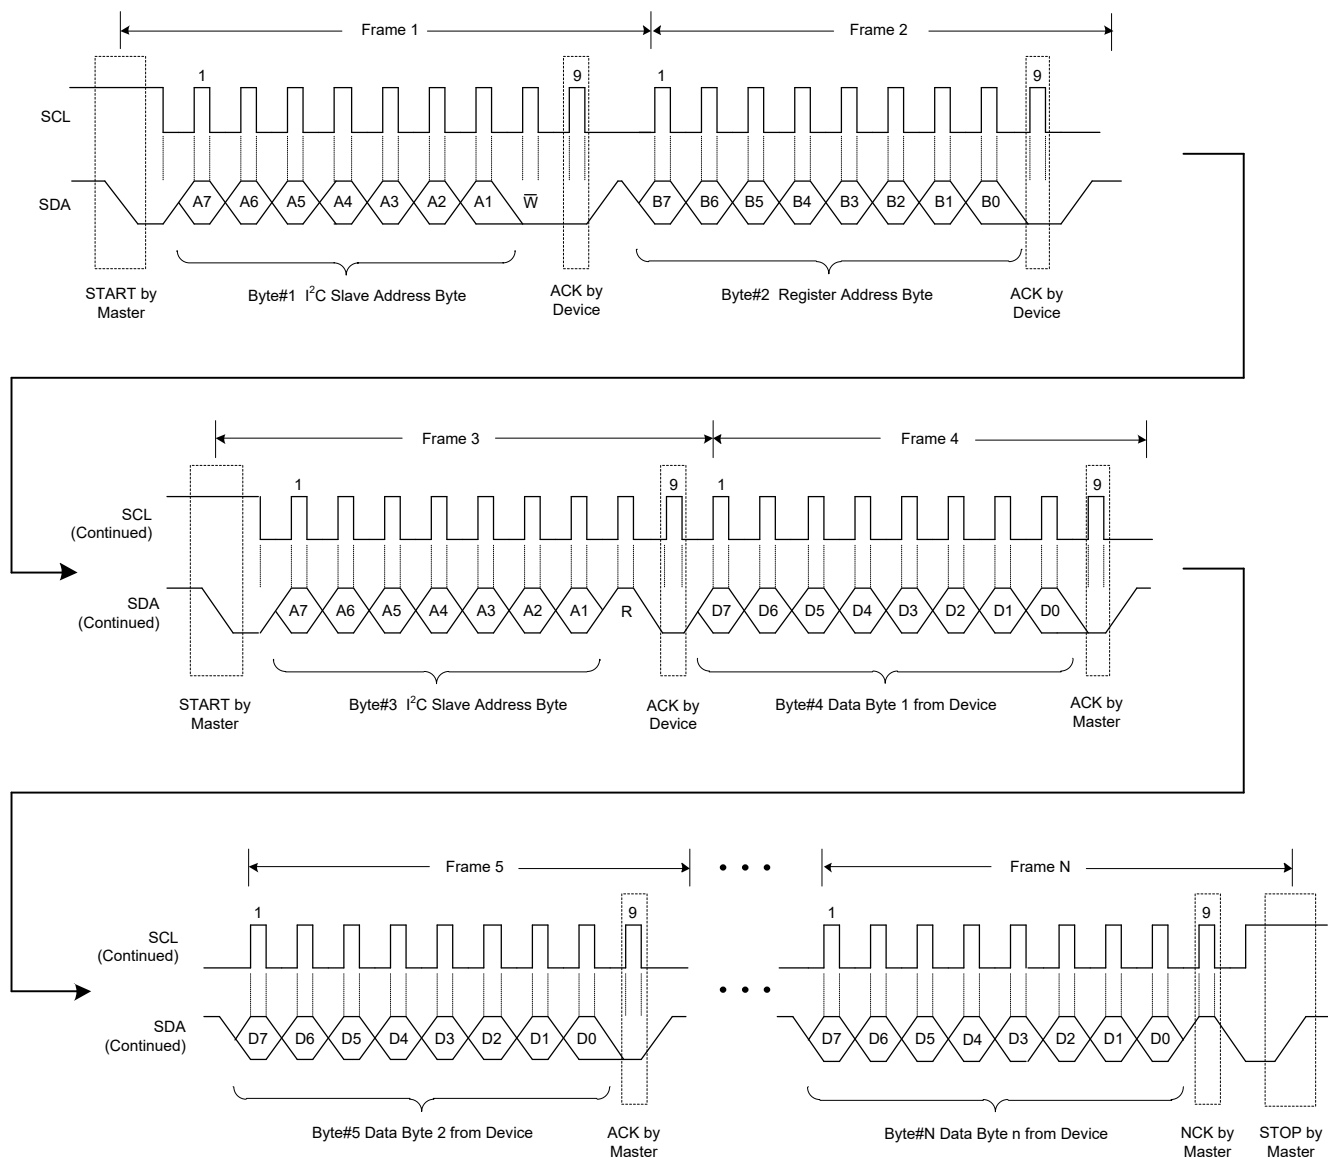 Frame 1 Frame 2
1 9 1 9
SCL
SDA A7 A6 A5 A4 A3 A2 A1 W̅ B7 B6 B5 B4 B3 B2 B1 B0
START by
Master
Byte#1 I²C Slave Address Byte
ACK by
Device
Byte#2 Register Address Byte
ACK by
Device
Frame 3 Frame 4
1 9 1 9
SCL
(Continued)
SDA
(Continued)
A7 A6 A5 A4 A3 A2 A1 R D7 D6 D5 D4 D3 D2 D1 D0
START by
Master
Byte#3 I²C Slave Address Byte
ACK by
Device
Byte#4 Data Byte 1 from Device
ACK by
Master
Frame 5 • • • Frame N
1 9 1 9
SCL
(Continued)
• • •
SDA
(Continued)
D7 D6 D5 D4 D3 D2 D1 D0 D7 D6 D5 D4 D3 D2 D1 D0
Byte#5 Data Byte 2 from Device
ACK by
Master
Byte#N Data Byte n from Device
NCK by
Master
STOP by
Master